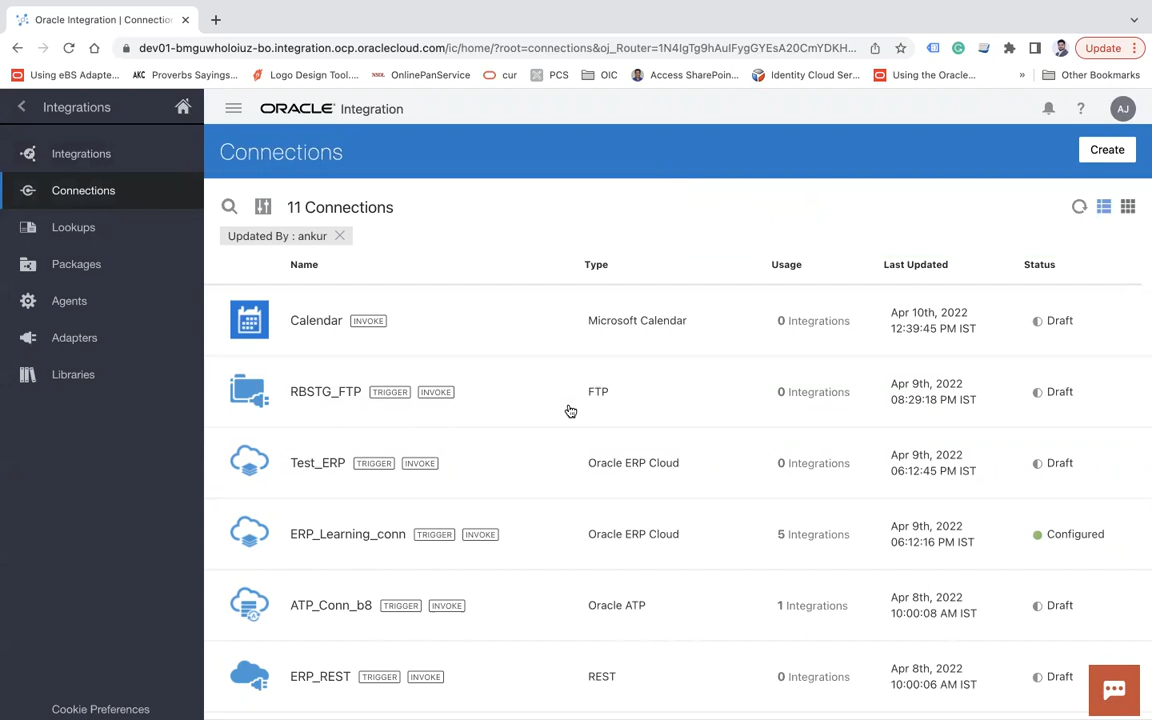 Oracle Integration | Connectio
dev01-bmguwholoiuz-bo.integration.ocp.oraclecloud.com/ic/home/?root=connections&oj_Router=1N4IgTg9hAuIFygGYEsA20CmYDKH...
Update
Using eBS Adapte... AKC Proverbs Sayings... Logo Design Tool.... NSDL OnlinePanService cur PCS OIC Access SharePoin... Identity Cloud Ser... Using the Oracle... » Other Bookmarks
Integrations
ORACLE Integration
AJ
Connections
Create
Integrations
Connections
Lookups
Packages
Agents
Adapters
Libraries
Cookie Preferences
11 Connections
Updated By : ankur
Name Type Usage Last Updated Status
Calendar INVOKE Microsoft Calendar 0 Integrations Apr 10th, 2022 Draft
12:39:45 PM IST
RBSTG_FTP TRIGGER INVOKE FTP 0 Integrations Apr 9th, 2022 Draft
08:29:18 PM IST
Test_ERP TRIGGER INVOKE Oracle ERP Cloud 0 Integrations Apr 9th, 2022 Draft
06:12:45 PM IST
ERP_Learning_conn TRIGGER INVOKE Oracle ERP Cloud 5 Integrations Apr 9th, 2022 Configured
06:12:16 PM IST
ATP_Conn_b8 TRIGGER INVOKE Oracle ATP 1 Integrations Apr 8th, 2022 Draft
10:00:08 AM IST
ERP_REST TRIGGER INVOKE REST 0 Integrations Apr 8th, 2022 Draft
10:00:06 AM IST